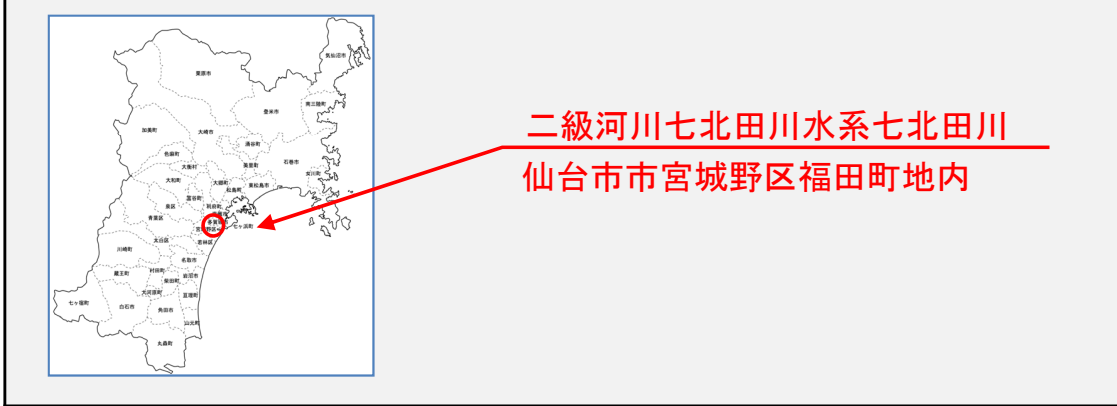 気仙沼市
栗原市
南三陸町
登米市
加美町
大崎市
涌谷町
色麻町
美里町
石巻市
大衡村
女川町
大和町
大郷町
東松島市
松島町
富谷町
利府町
泉区
青葉区
多賀城市
宮城野区
七ヶ浜町
太白区
若林区
川崎町
名取市
村田町
蔵王町
岩沼市
柴田町
大河原町
亘理町
七ヶ宿町
白石市
角田市
山元町
丸森町
二級河川七北田川水系七北田川
仙台市市宮城野区福田町地内